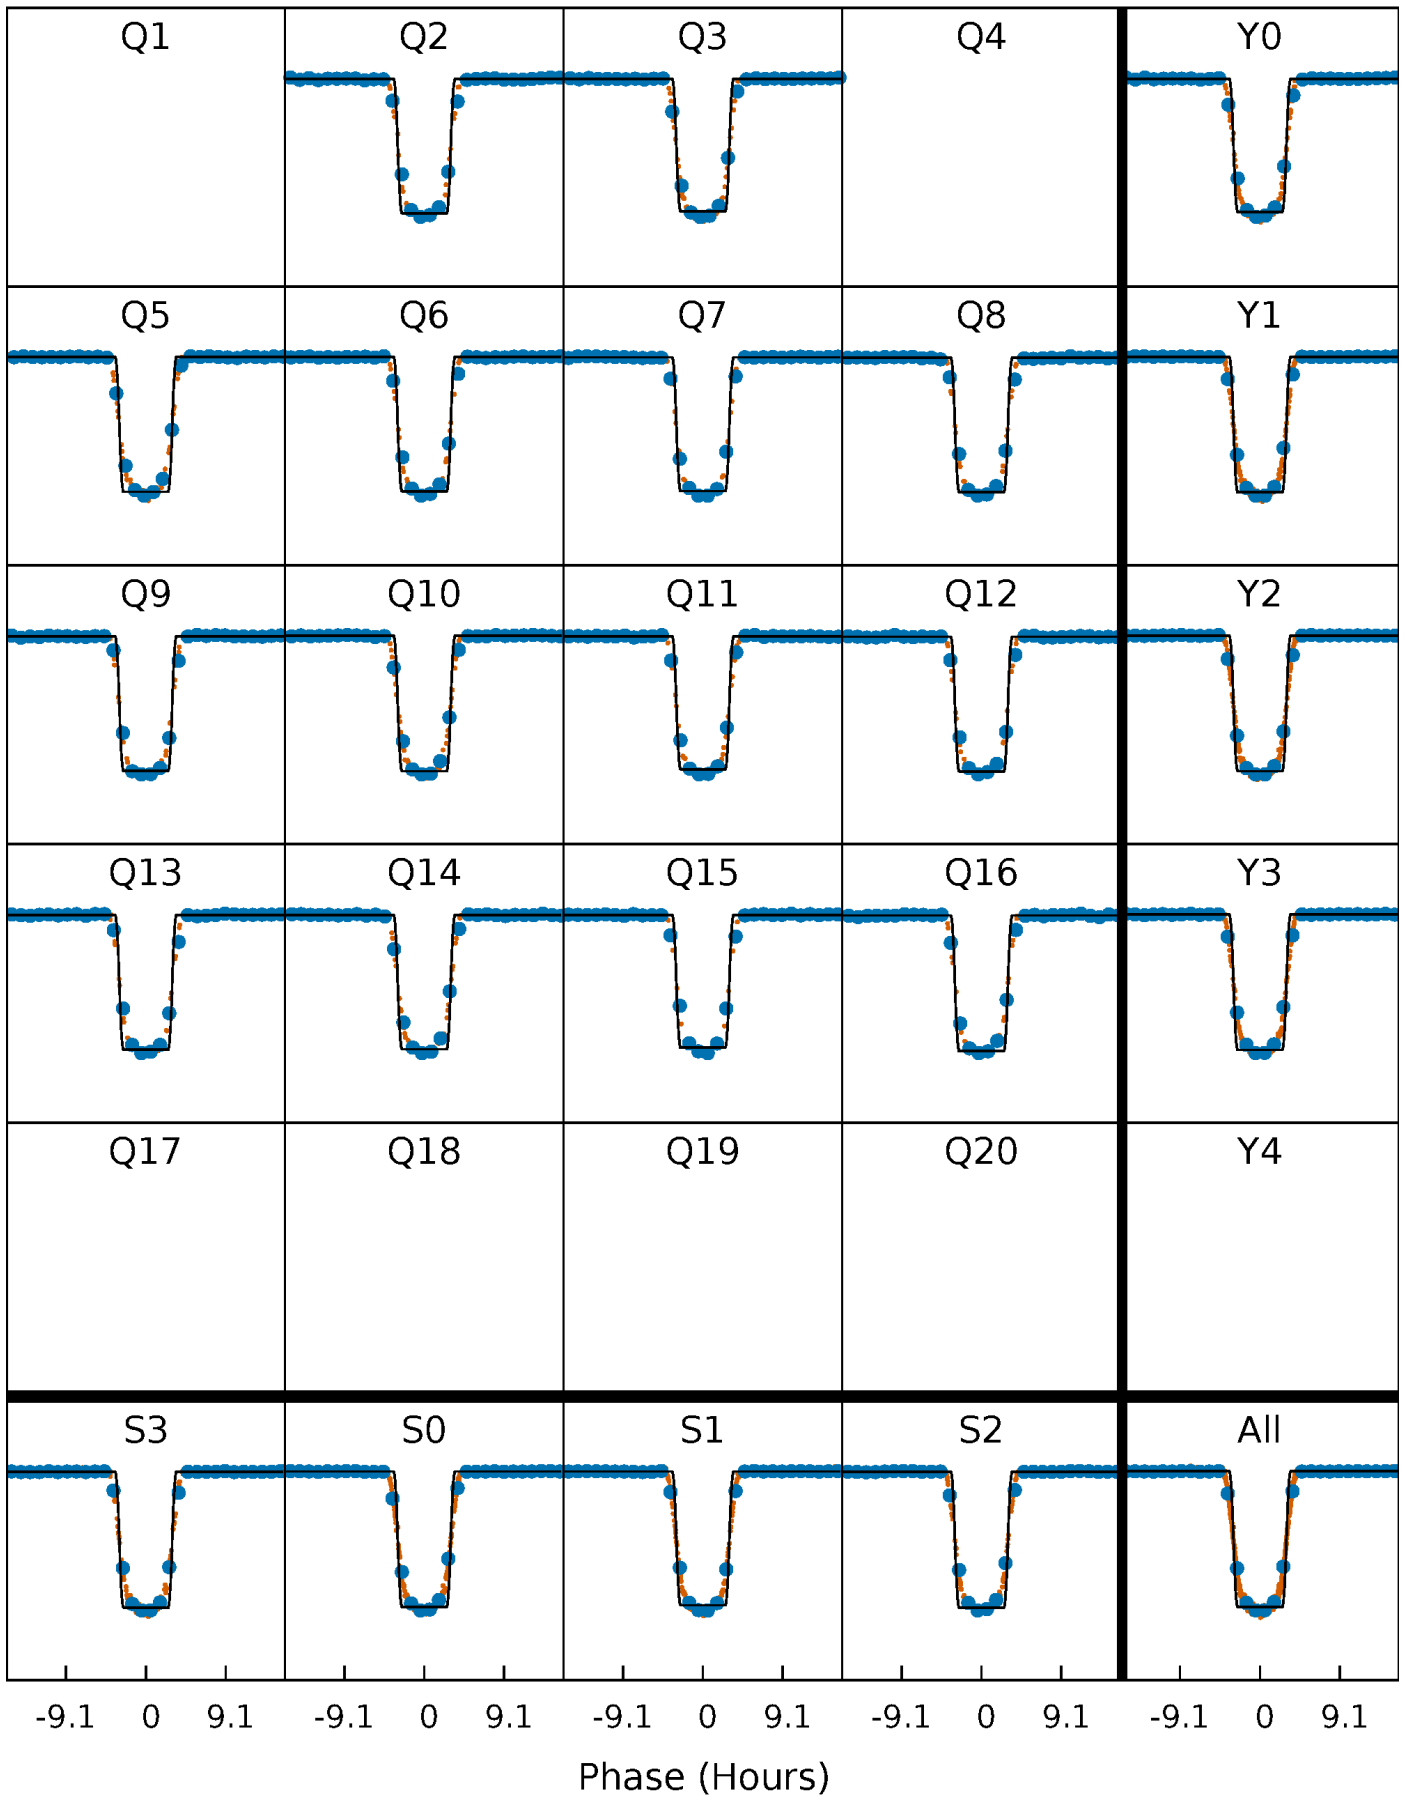 Q1 Q2 Q3 Q4 Y0
Q5 Q6 Q7 Q8 Y1
Q9 Q10 Q11 Q12 Y2
Q13 Q14 Q15 Q16 Y3
Q17 Q18 Q19 Q20 Y4
S3 S0 S1 S2 All
-9.1 0 9.1 -9.1 0 9.1 -9.1 0 9.1 -9.1 0 9.1 -9.1 0 9.1
Phase (Hours)